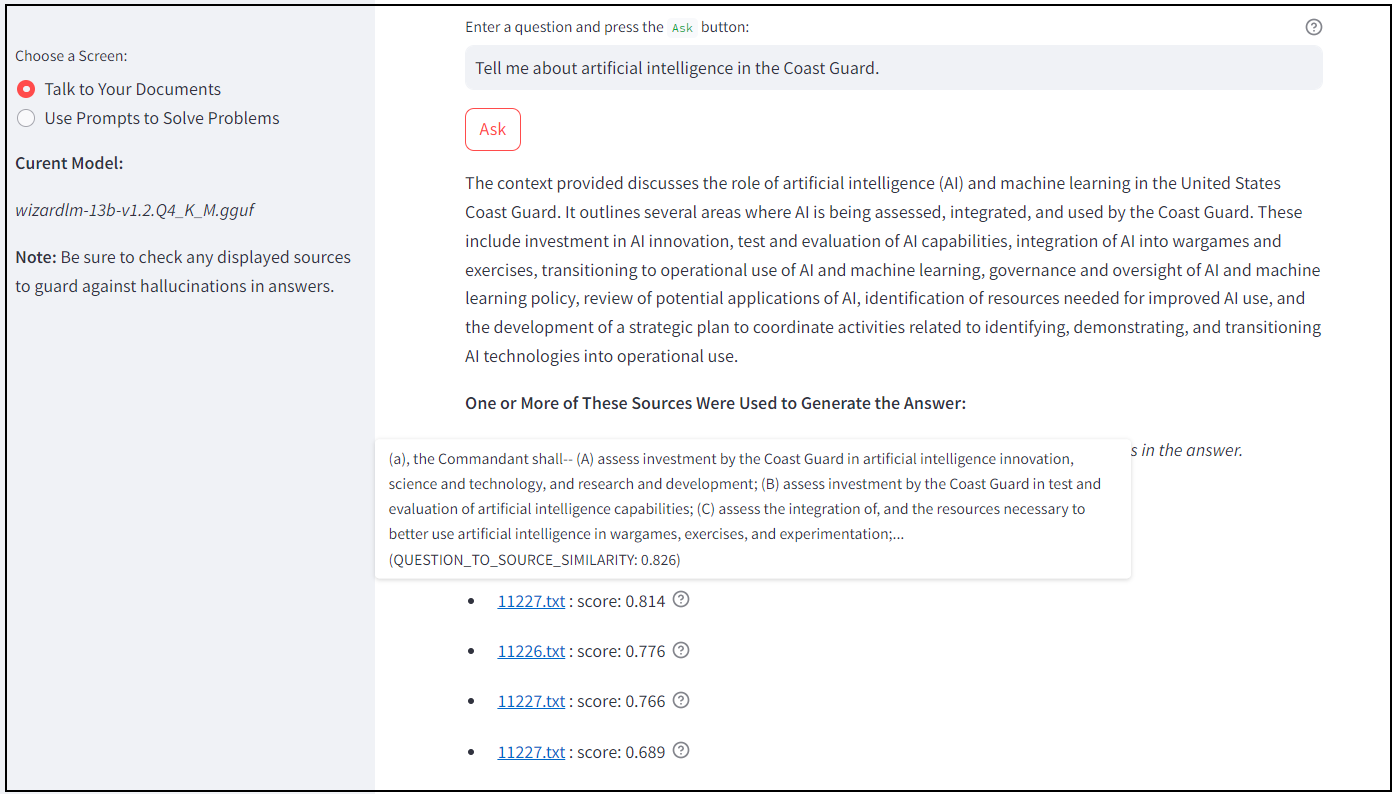 Choose a Screen:
Talk to Your Documents
Use Prompts to Solve Problems
Curent Model:
wizardlm-13b-v1.2.Q4_K_M.gguf
Note: Be sure to check any displayed sources
to guard against hallucinations in answers.
Enter a question and press the Ask button:
Tell me about artificial intelligence in the Coast Guard.
Ask
The context provided discusses the role of artificial intelligence (AI) and machine learning in the United States
Coast Guard. It outlines several areas where AI is being assessed, integrated, and used by the Coast Guard. These
include investment in AI innovation, test and evaluation of AI capabilities, integration of AI into wargames and
exercises, transitioning to operational use of AI and machine learning, governance and oversight of AI and machine
learning policy, review of potential applications of AI, identification of resources needed for improved AI use, and
the development of a strategic plan to coordinate activities related to identifying, demonstrating, and transitioning
AI technologies into operational use.
One or More of These Sources Were Used to Generate the Answer:
s in the answer.
(a), the Commandant shall-- (A) assess investment by the Coast Guard in artificial intelligence innovation,
science and technology, and research and development; (B) assess investment by the Coast Guard in test and
evaluation of artificial intelligence capabilities; (C) assess the integration of, and the resources necessary to
better use artificial intelligence in wargames, exercises, and experimentation;...
(QUESTION_TO_SOURCE_SIMILARITY: 0.826)
11227.txt : score: 0.814
11226.txt : score: 0.776
11227.txt : score: 0.766
11227.txt : score: 0.689